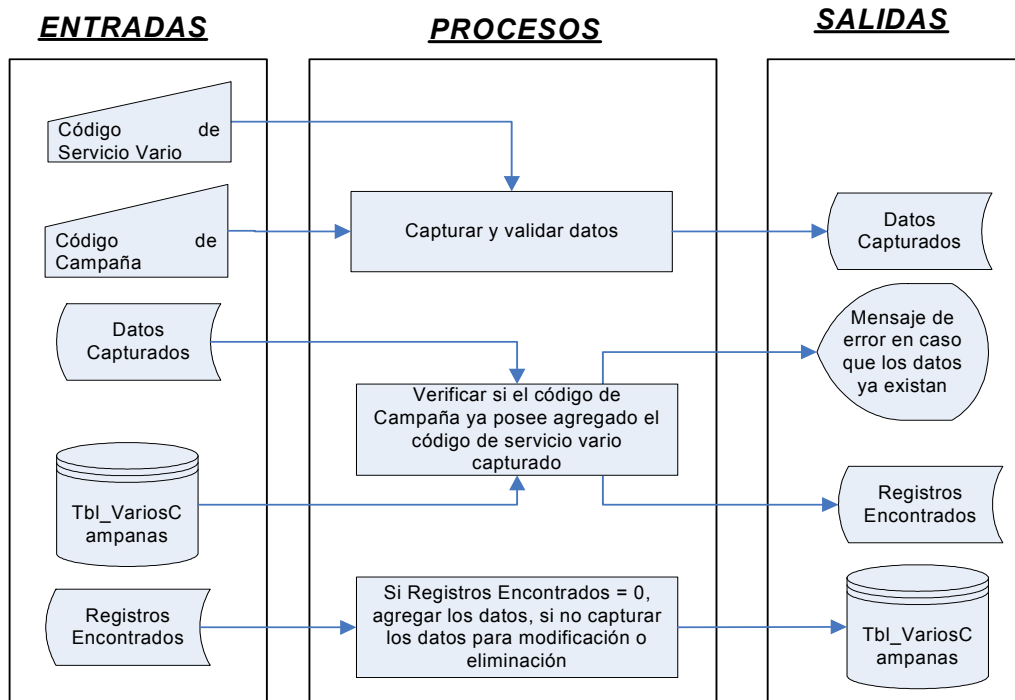 ENTRADAS
PROCESOS
SALIDAS
Código de
Servicio Vario
Código de
Campaña
Capturar y validar datos
Datos
Capturados
Datos
Capturados
Verificar si el código de
Campaña ya posee agregado el
código de servicio vario
capturado
Mensaje de
error en caso
que los datos
ya existan
Tbl_VariosC
ampanas
Registros
Encontrados
Registros
Encontrados
Si Registros Encontrados = 0,
agregar los datos, si no capturar
los datos para modificación o
eliminación
Tbl_VariosC
ampanas